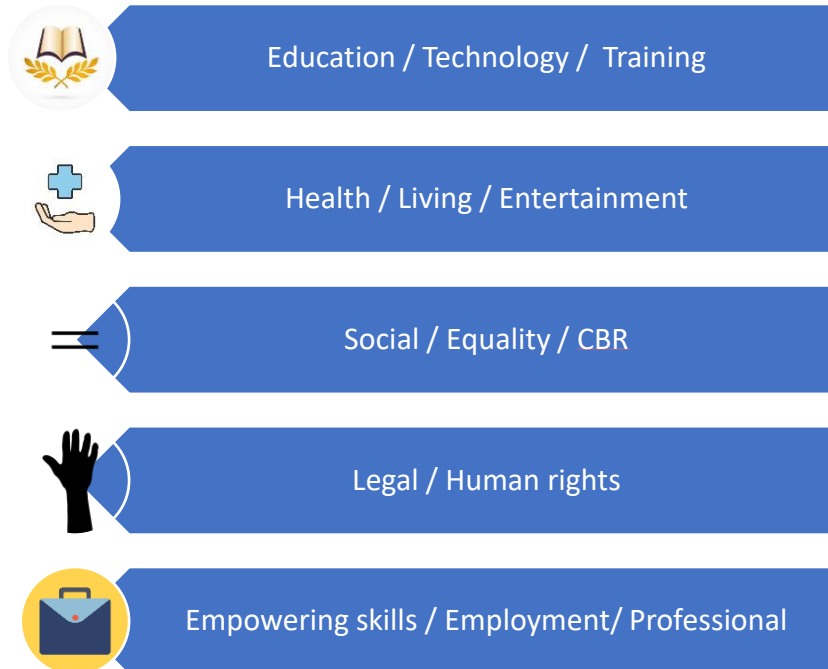 Education / Technology /  Training
Health / Living / Entertainment
Social / Equality / CBR
Legal / Human rights
Empowering skills / Employment/ Professional